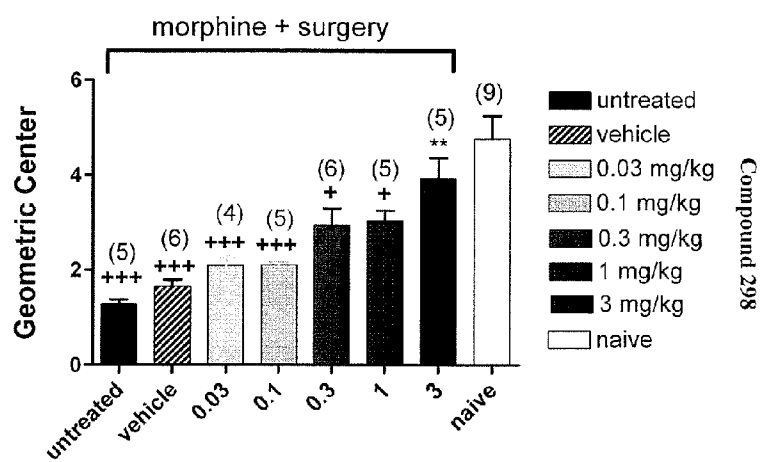 morphine + surgery
Geometric Center
6
4
2
0
(5)
+++
(6)
+++
(4)
+++
(5)
+++
(6)
+
(5)
+
(5)
**
(9)
untreated
vehicle
0.03
0.1
0.3
1
3
naive
untreated
vehicle
0.03 mg/kg
0.1 mg/kg
0.3 mg/kg
1 mg/kg
3 mg/kg
naive
Compound 298